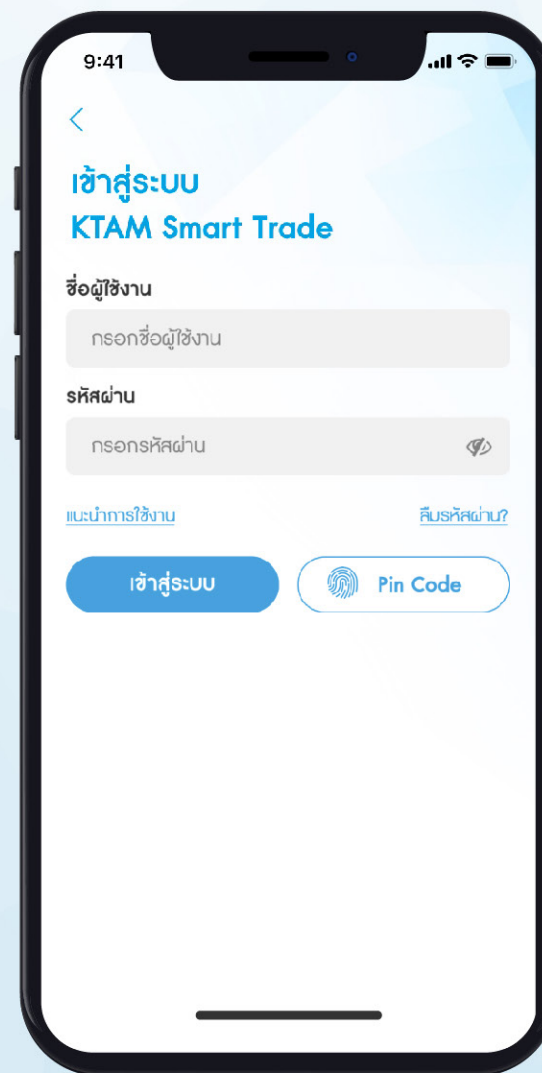 9:41
เข้าสู่ระบบ
KTAM Smart Trade
ชื่อผู้ใช้งาน
กรอกชื่อผู้ใช้งาน
รหัสผ่าน
กรอกรหัสผ่าน
แนะนำการใช้งาน ลืมรหัสผ่าน?
เข้าสู่ระบบ Pin Code